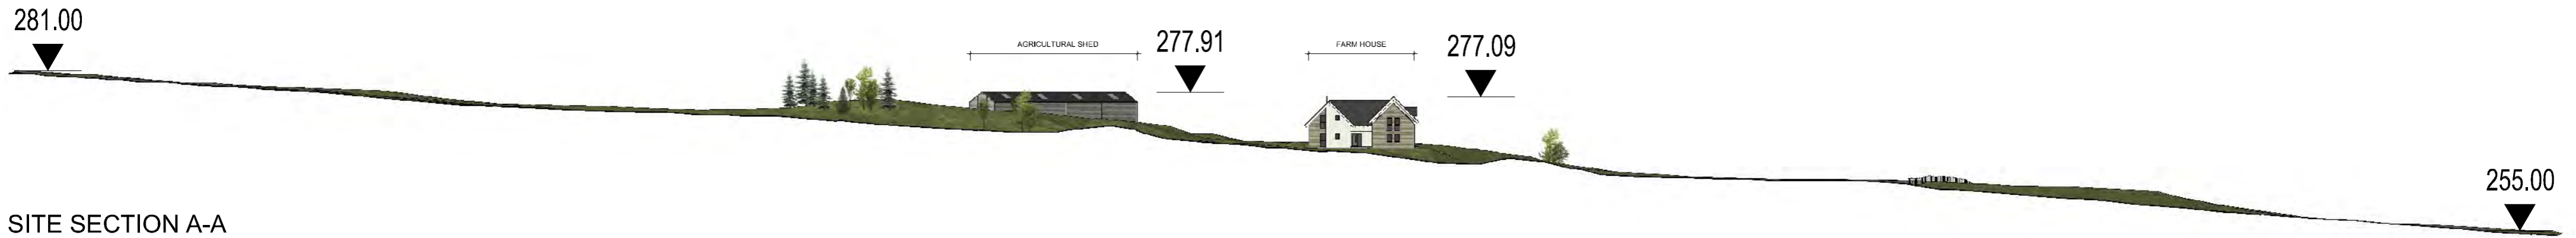 281.00
AGRICULTURAL SHED
277.91
FARM HOUSE
277.09
255.00
SITE SECTION A-A